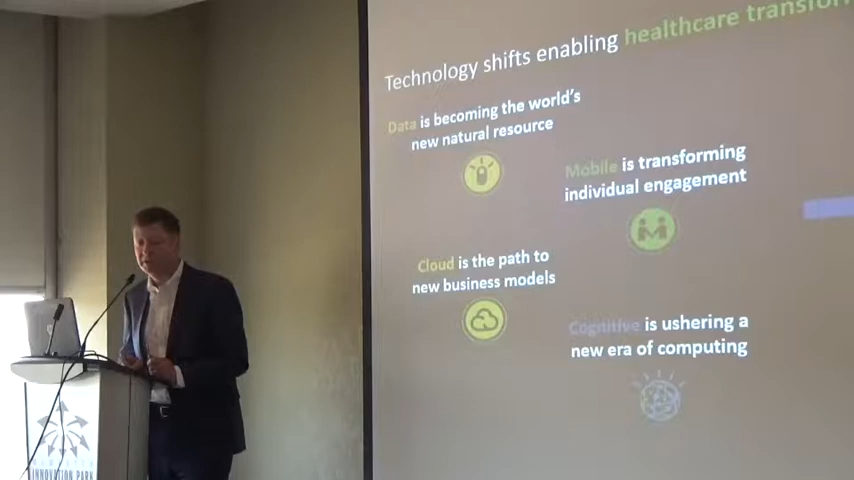 Technology shifts enabling healthcare transfor
Data is becoming the world's
new natural resource
Mobile is transforming
individual engagement
Cloud is the path to
new business models
Cognitive is ushering a
new era of computing
INNOVATION PARK